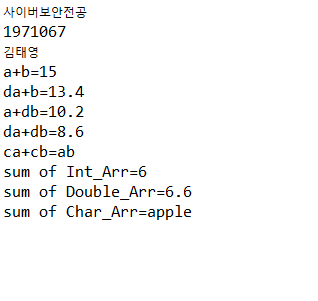 사이버보안전공
1971067
김태영
a+b=15
da+b=13.4
a+db=10.2
da+db=8.6
ca+cb=ab
sum of Int_Arr=6
sum of Double_Arr=6.6
sum of Char_Arr=apple